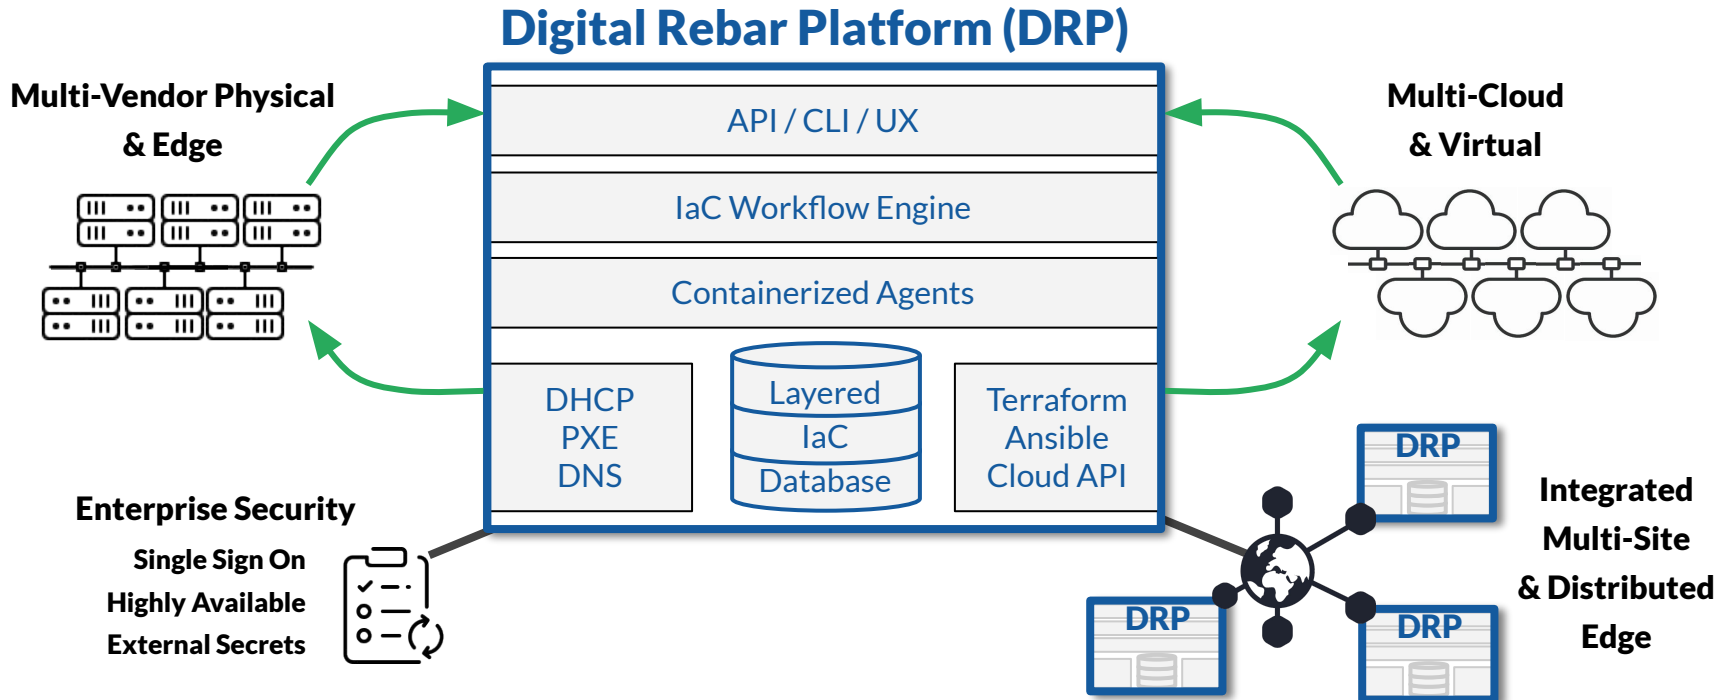 Digital Rebar Platform (DRP)
Multi-Vendor Physical
& Edge
API / CLI / UX
IaC Workflow Engine
Containerized Agents
DHCP
PXE
DNS
Layered
IaC
Database
Terraform
Ansible
Cloud API
Multi-Cloud
& Virtual
Enterprise Security
Single Sign On
Highly Available
External Secrets
DRP
DRP
DRP
Integrated
Multi-Site
& Distributed
Edge